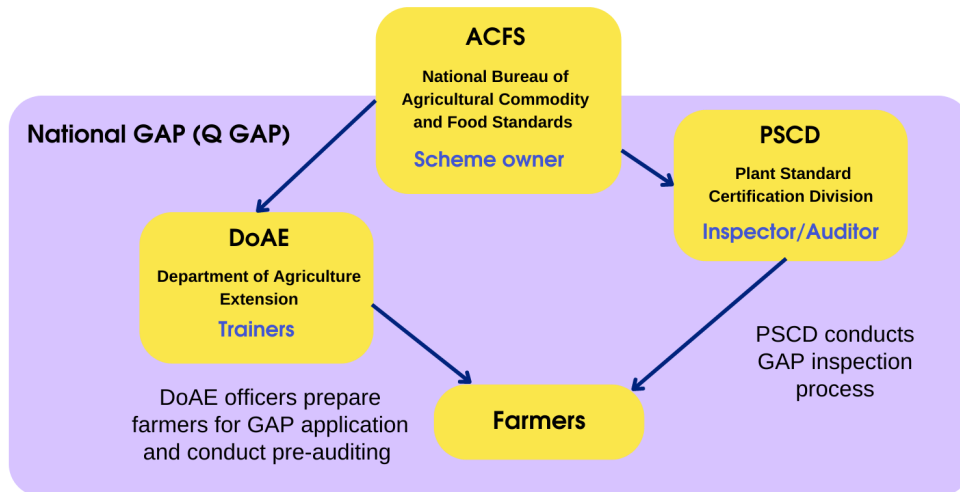 ACFS
National Bureau of
Agricultural Commodity
and Food Standards
Scheme owner
National GAP (Q GAP)
PSCD
Plant Standard
Certification Division
Inspector/Auditor
DoAE
Department of Agriculture
Extension
Trainers
PSCD conducts
GAP inspection
process
DoAE officers prepare
farmers for GAP application
and conduct pre-auditing
Farmers